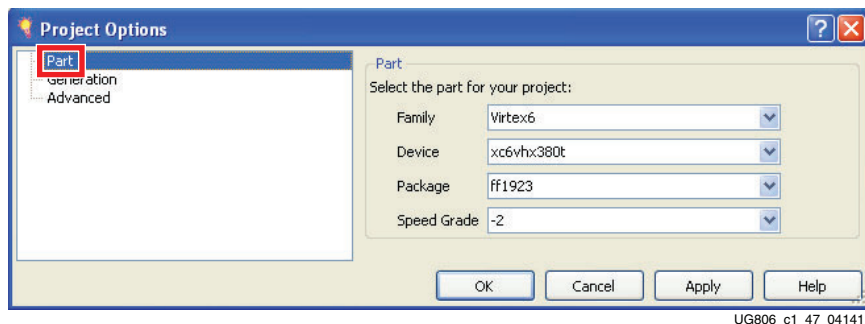 Project Options
Part
Generation
Advanced
Part
Select the part for your project:
Family Virtex6
Device xc6vhx380t
Package ff1923
Speed Grade -2
OK Cancel Apply Help
UG806_c1_47_04141